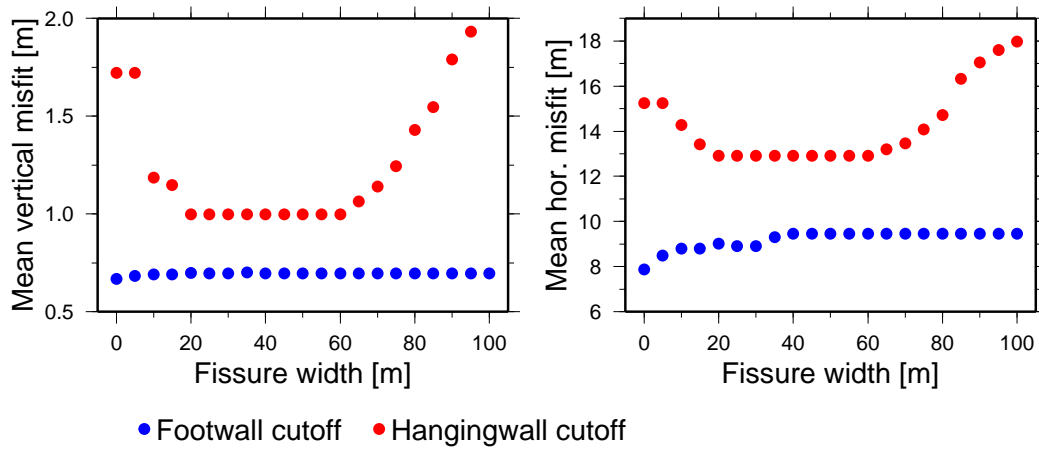 Mean vertical misfit [m]
2.0
1.5
1.0
0.5
0 20 40 60 80 100
Fissure width [m]
Mean hor. misfit [m]
18
16
14
12
10
8
6
0 20 40 60 80 100
Fissure width [m]
Footwall cutoff Hangingwall cutoff